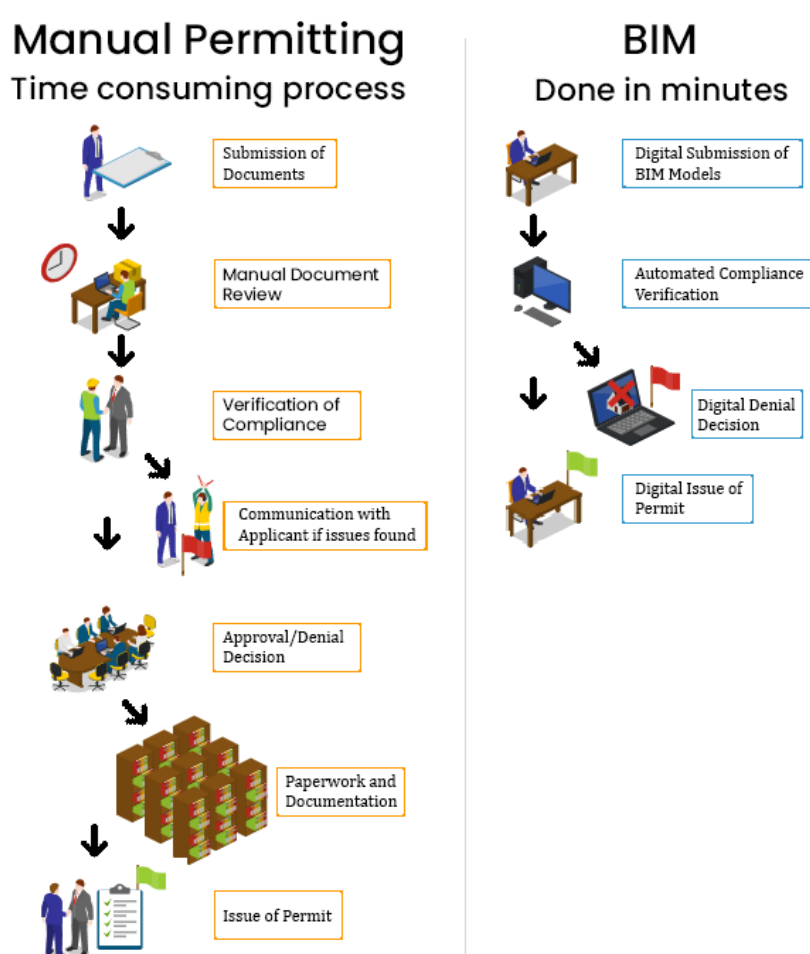 Manual Permitting
Time consuming process
Submission of
Documents
Manual Document
Review
Verification of
Compliance
Communication with
Applicant if issues found
Approval/Denial
Decision
Paperwork and
Documentation
Issue of Permit
BIM
Done in minutes
Digital Submission of
BIM Models
Automated Compliance
Verification
Digital Denial
Decision
Digital Issue of
Permit